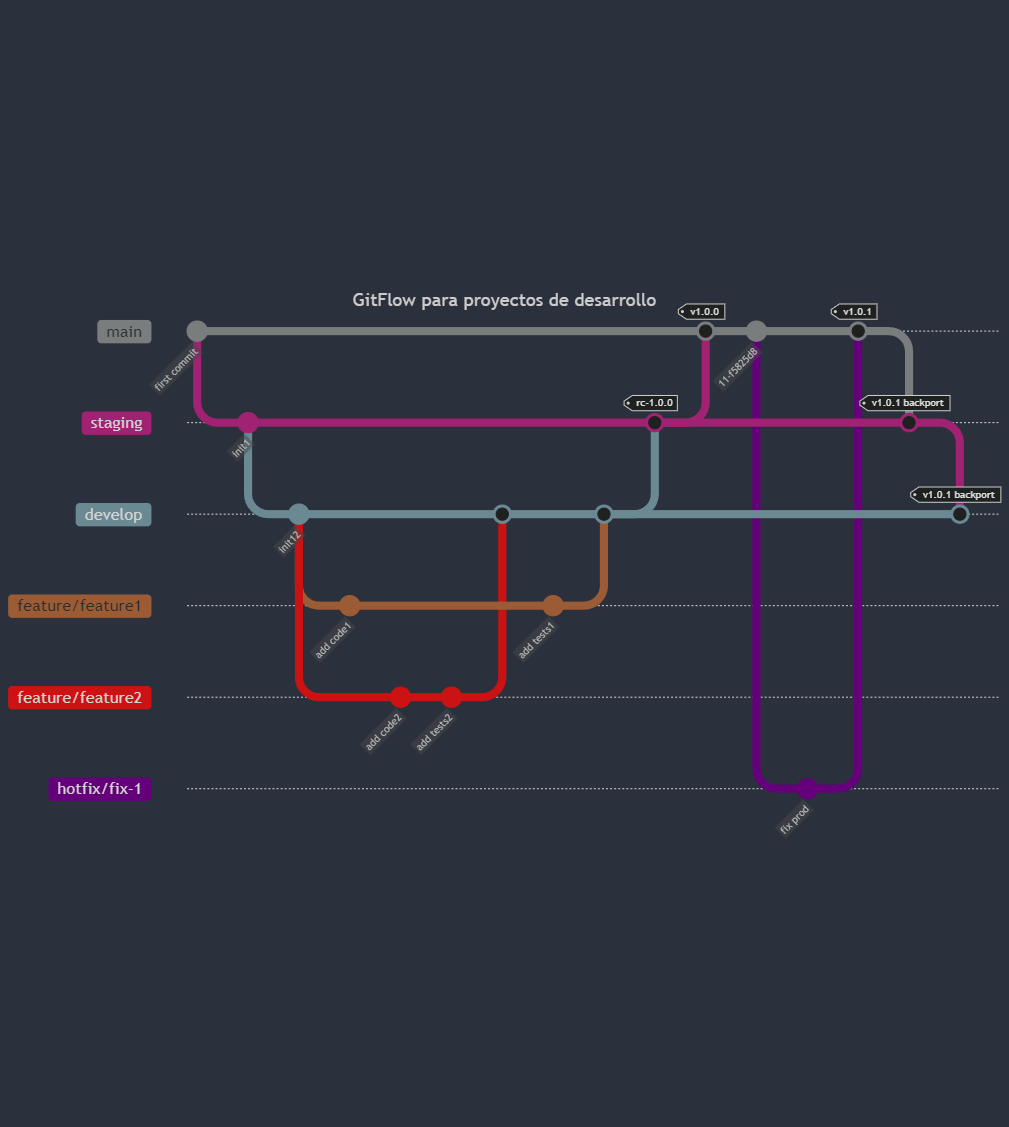 GitFlow para proyectos de desarrollo
v1.0.0
v1.0.1
main
first commit
11-f5825d8
rc-1.0.0
v1.0.1 backport
staging
init1
v1.0.1 backport
develop
init12
feature/feature1
add code1
add tests1
feature/feature2
add code2
add tests2
hotfix/fix-1
fix prod